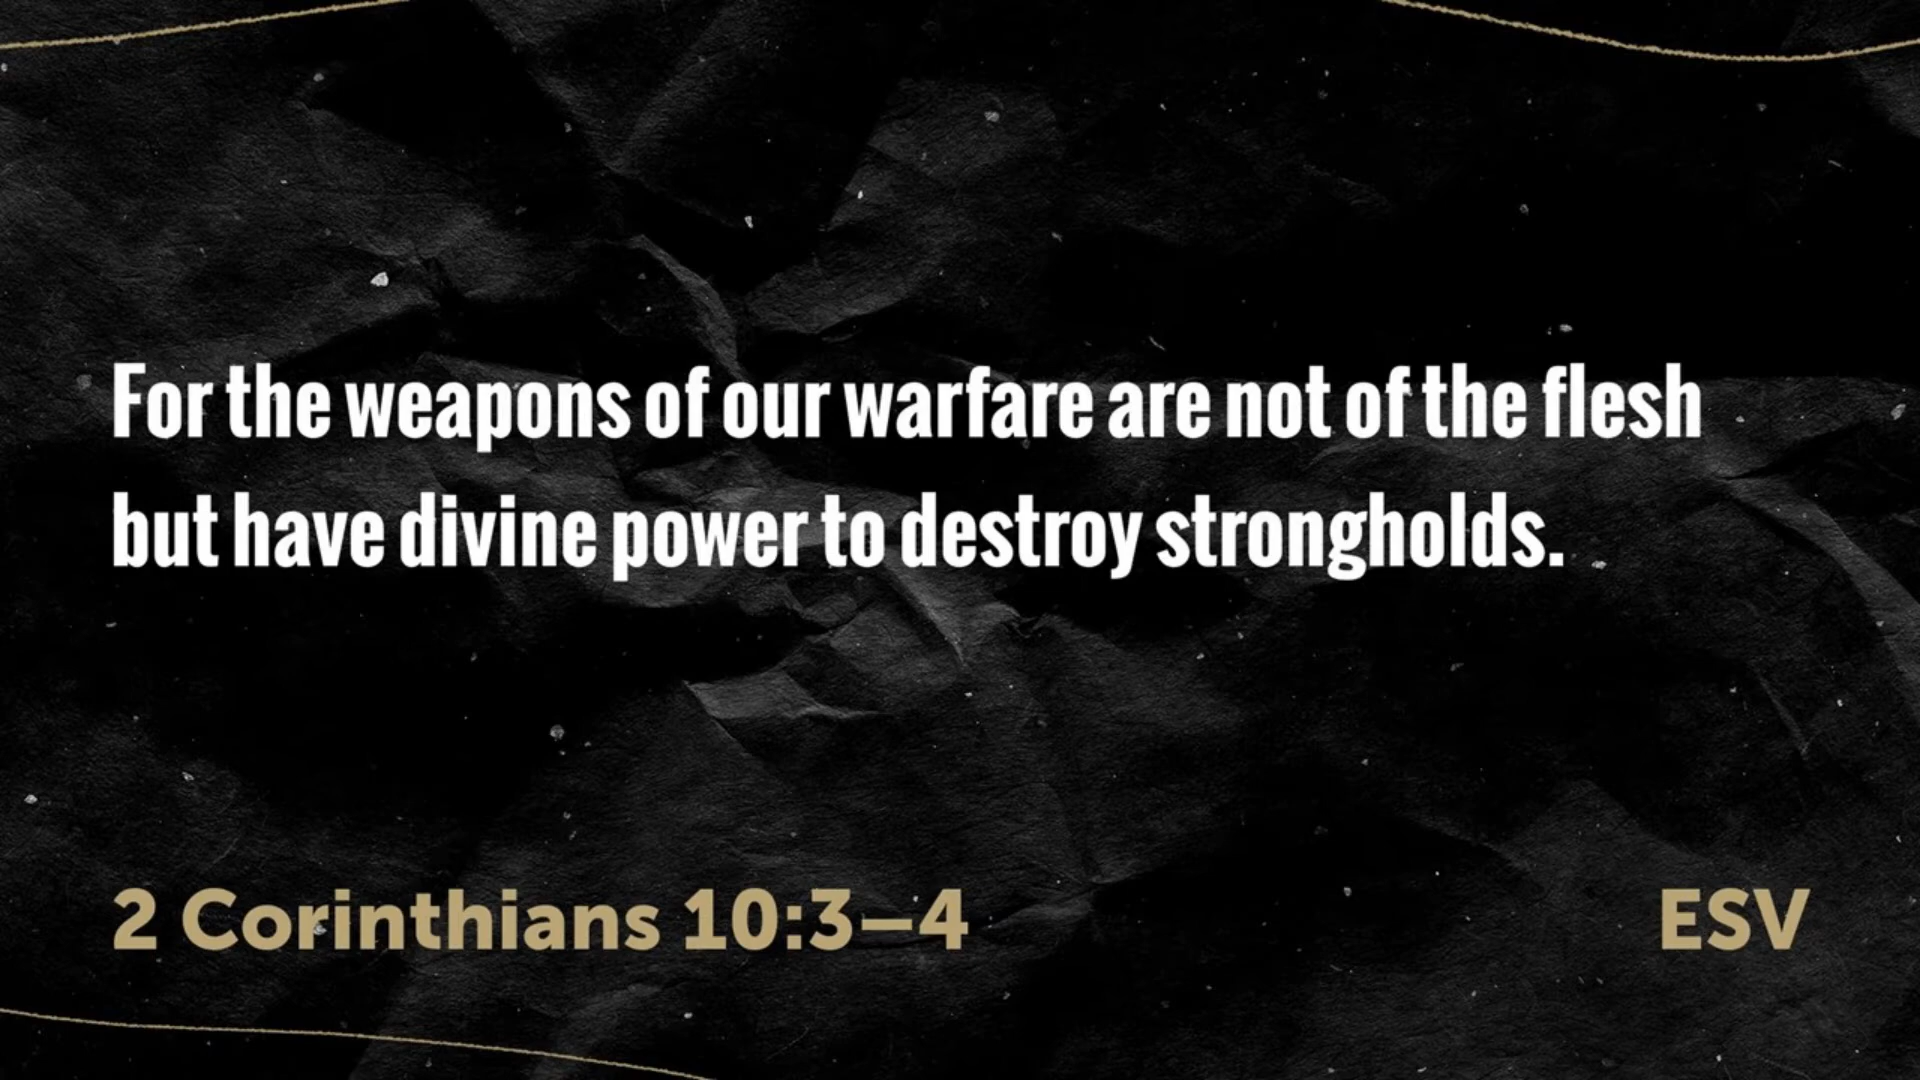 For the weapons of our warfare are not of the flesh
but have divine power to destroy strongholds.
2 Corinthians 10:3–4
ESV